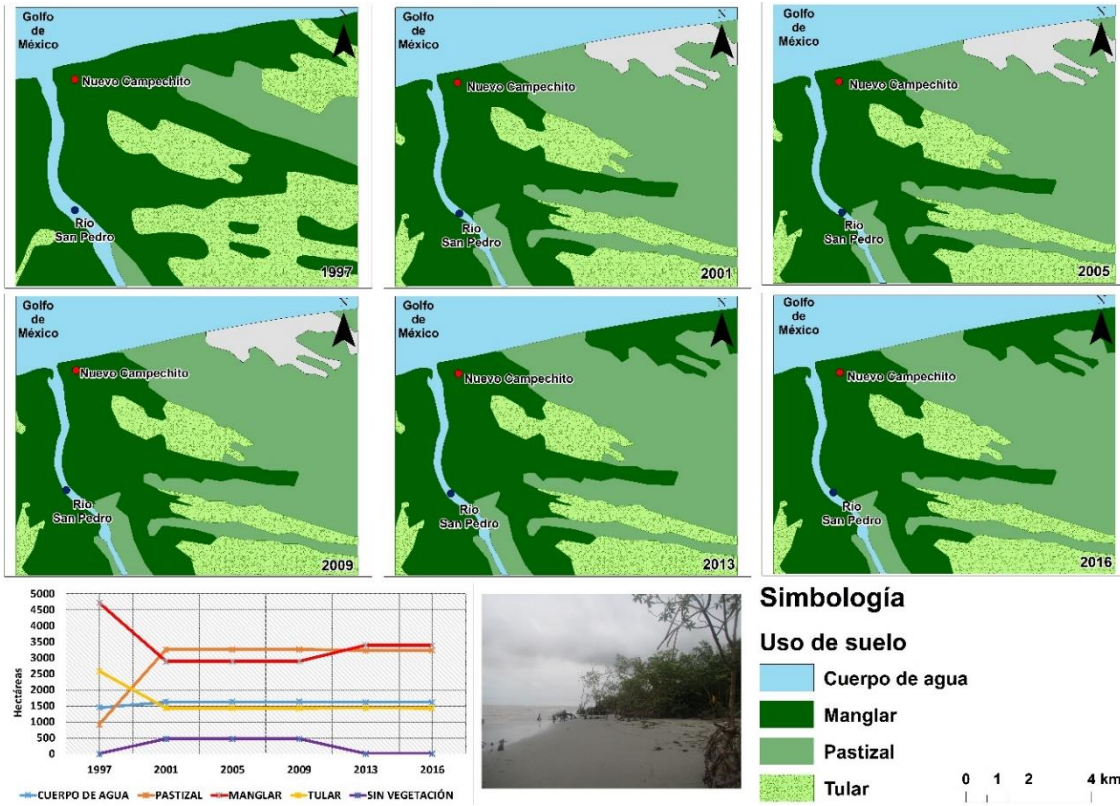 Golfo
de
México
N
Nuevo Campechito
Río
San Pedro
1997
Golfo
de
México
N
Nuevo Campechito
Río
San Pedro
2001
Golfo
de
México
N
Nuevo Campechito
Río
San Pedro
2005
Golfo
de
México
N
Nuevo Campechito
Río
San Pedro
2009
Golfo
de
México
N
Nuevo Campechito
Río
San Pedro
2013
Golfo
de
México
N
Nuevo Campechito
Río
San Pedro
2016
Hectáreas
5000
4500
4000
3500
3000
2500
2000
1500
1000
500
0
1997 2001 2005 2009 2013 2016
CUERPO DE AGUA PASTIZAL MANGLAR TULAR SIN VEGETACIÓN
Simbología
Uso de suelo
Cuerpo de agua
Manglar
Pastizal
Tular
0 1 2 4 km